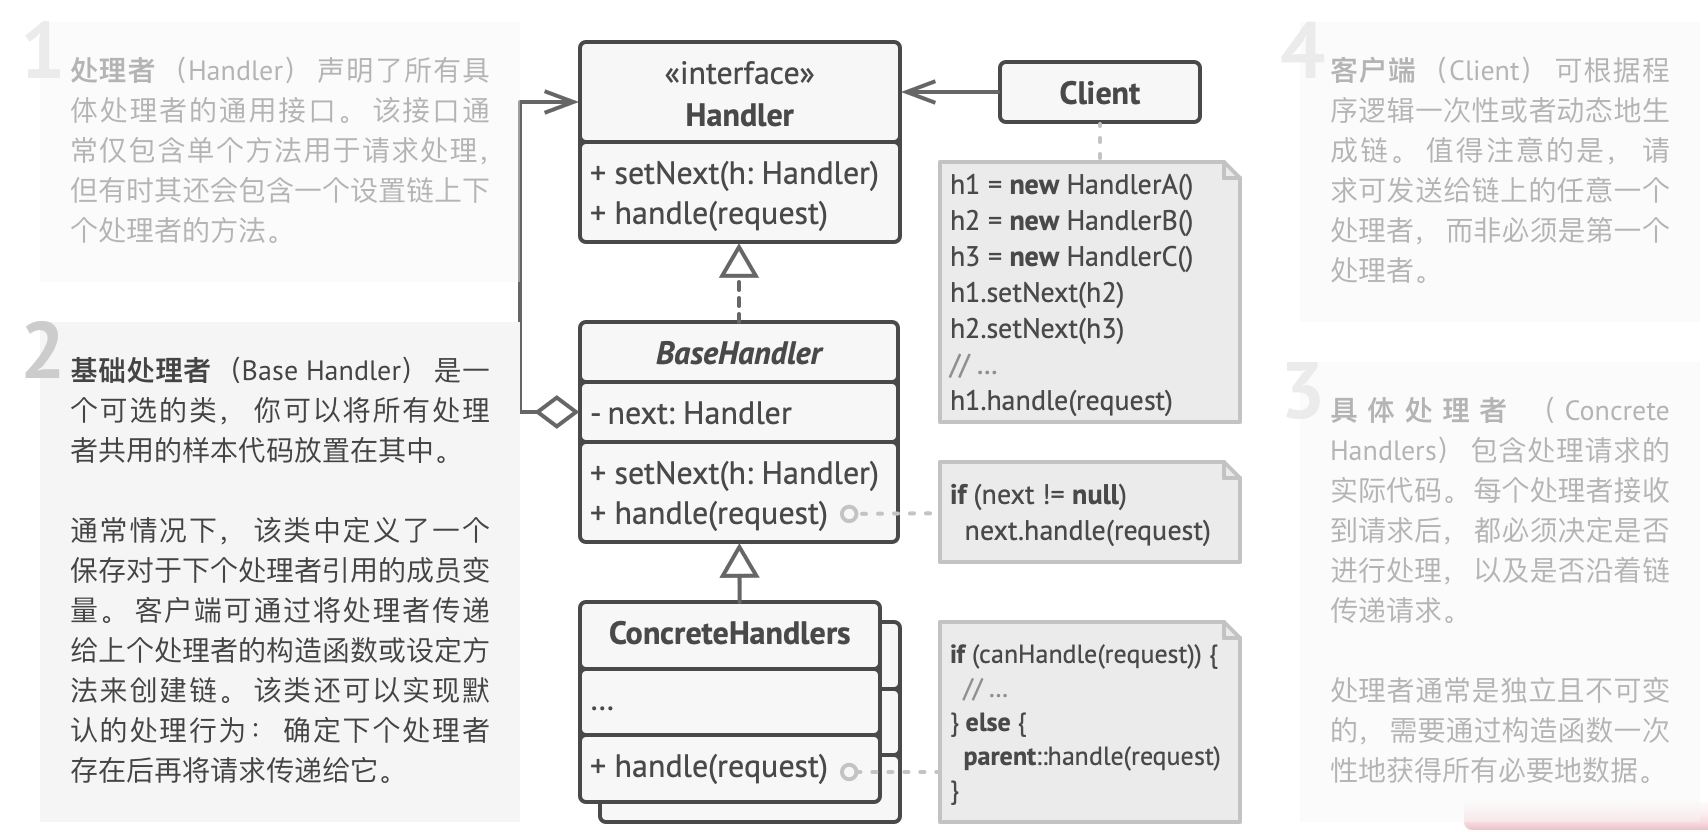 1
处理者 （Handler） 声明了所有具
体处理者的通用接口。 该接口通
常仅包含单个方法用于请求处理，
但有时其还会包含一个设置链上下
个处理者的方法。
2
基础处理者 （Base Handler） 是一
个可选的类， 你可以将所有处理
者共用的样本代码放置在其中。
通常情况下， 该类中定义了一个
保存对于下个处理者引用的成员变
量。 客户端可通过将处理者传递
给上个处理者的构造函数或设定方
法来创建链。 该类还可以实现默
认的处理行为： 确定下个处理者
存在后再将请求传递给它。
«interface»
Handler
+ setNext(h: Handler)
+ handle(request)
BaseHandler
- next: Handler
+ setNext(h: Handler)
+ handle(request)
ConcreteHandlers
...
+ handle(request)
Client
h1 = new HandlerA()
h2 = new HandlerB()
h3 = new HandlerC()
h1.setNext(h2)
h2.setNext(h3)
// ...
h1.handle(request)
if (next != null)
next.handle(request)
if (canHandle(request)) {
// ...
} else {
parent::handle(request)
}
4
客户端 （Client） 可根据程
序逻辑一次性或者动态地生
成链。 值得注意的是， 请
求可发送给链上的任意一个
处理者， 而非必须是第一个
处理者。
3
具体处理者 （Concrete
Handlers） 包含处理请求的
实际代码。 每个处理者接收
到请求后， 都必须决定是否
进行处理， 以及是否沿着链
传递请求。
处理者通常是独立且不可变
的， 需要通过构造函数一次
性地获得所有必要地数据。